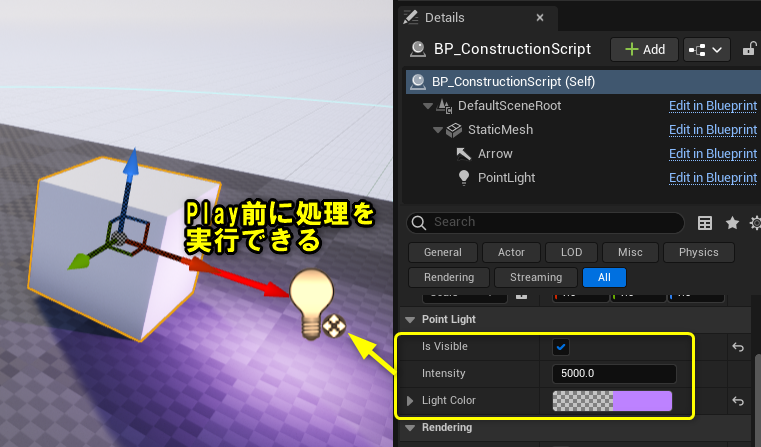 Details
BP_ConstructionScript
Add
BP_ConstructionScript (Self)
DefaultSceneRoot Edit in Blueprint
StaticMesh Edit in Blueprint
Arrow Edit in Blueprint
PointLight Edit in Blueprint
Play前に処理を
実行できる
Search
General Actor LOD Misc Physics
Rendering Streaming All
Point Light
Is Visible
Intensity 5000.0
Light Color
Rendering